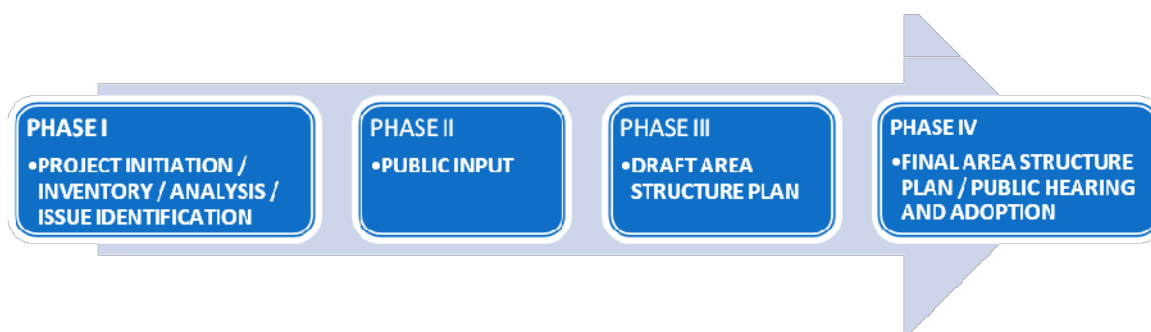 PHASE I
•PROJECT INITIATION /
INVENTORY / ANALYSIS /
ISSUE IDENTIFICATION
PHASE II
•PUBLIC INPUT
PHASE III
•DRAFT AREA
STRUCTURE PLAN
PHASE IV
•FINAL AREA STRUCTURE
PLAN / PUBLIC HEARING
AND ADOPTION